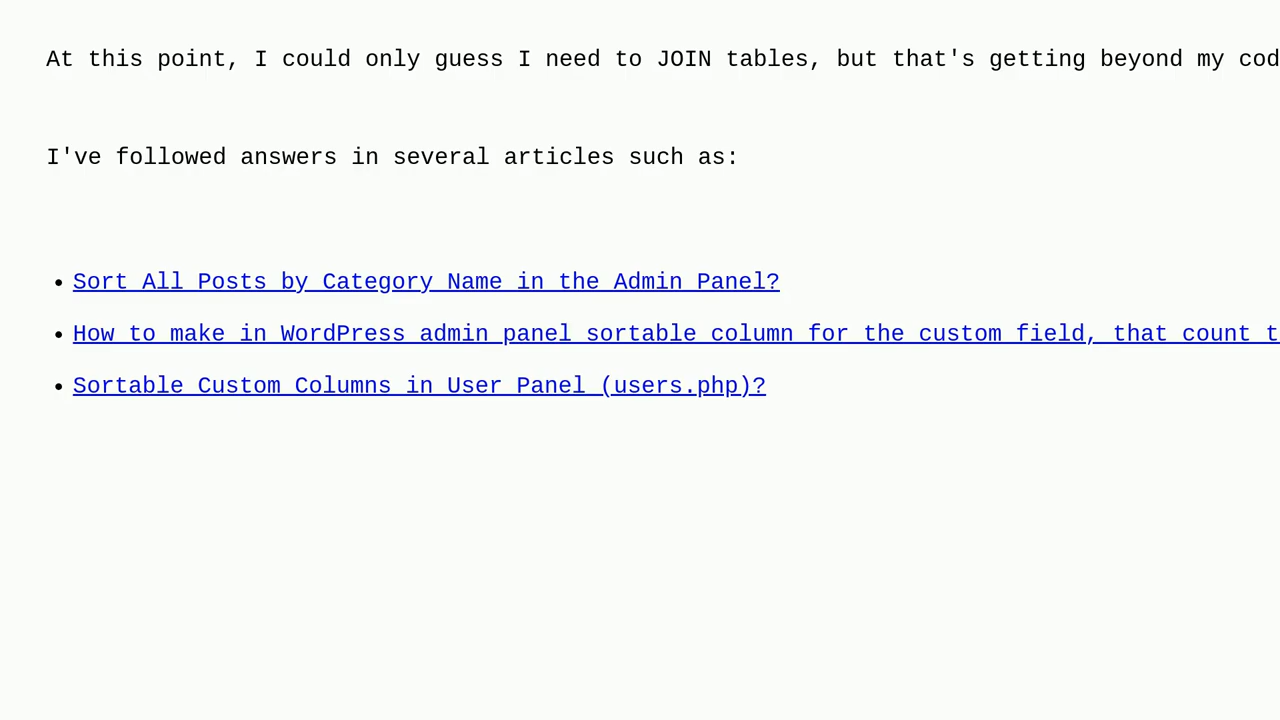 At this point, I could only guess I need to JOIN tables, but that's getting beyond my cod
I've followed answers in several articles such as:
• Sort All Posts by Category Name in the Admin Panel?
• How to make in WordPress admin panel sortable column for the custom field, that count t
• Sortable Custom Columns in User Panel (users.php)?